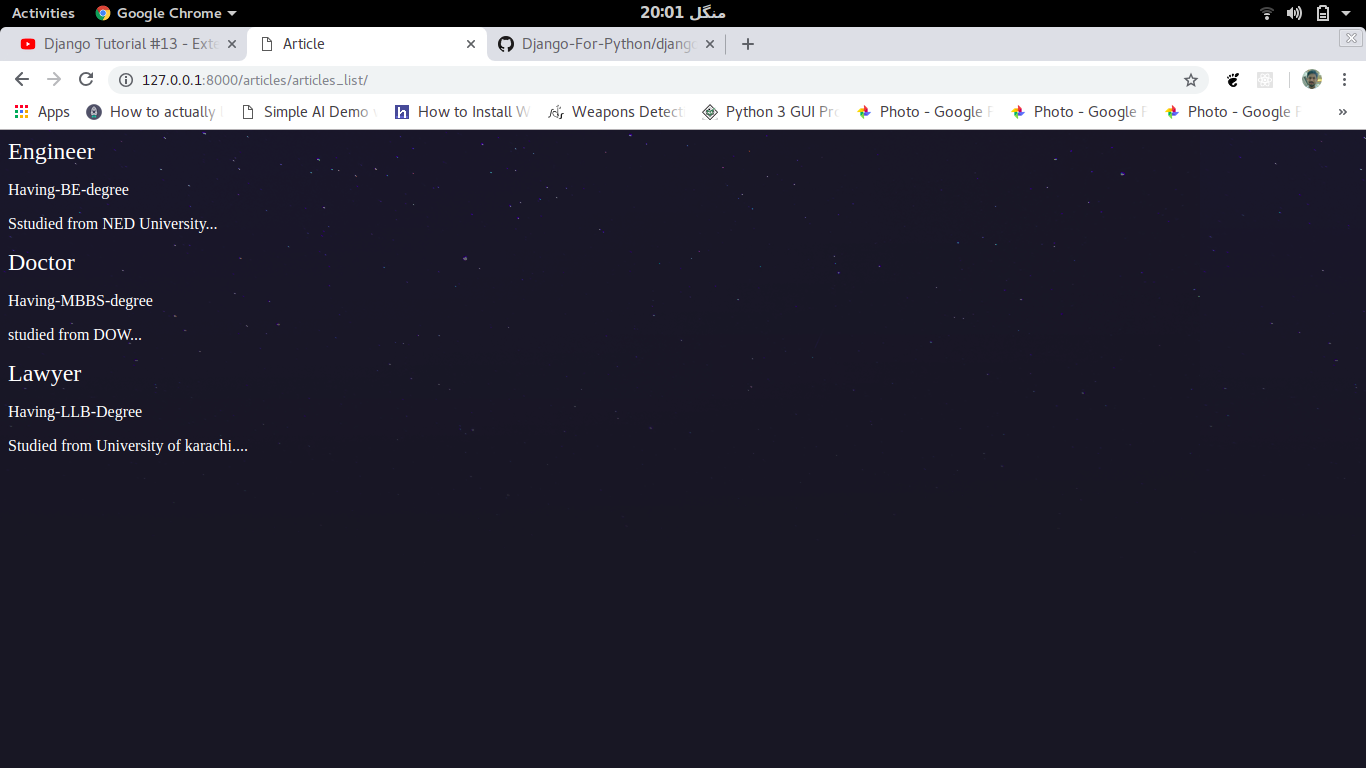 Activities Google Chrome 20:01 منگل
Django Tutorial #13 - Exte Article Django-For-Python/django
127.0.0.1:8000/articles/articles_list/
Apps How to actually Simple AI Demo How to Install W Weapons Detect Python 3 GUI Pro Photo - Google Photo - Google Photo - Google »
Engineer
Having-BE-degree
Sstudied from NED University...
Doctor
Having-MBBS-degree
studied from DOW...
Lawyer
Having-LLB-Degree
Studied from University of karachi....